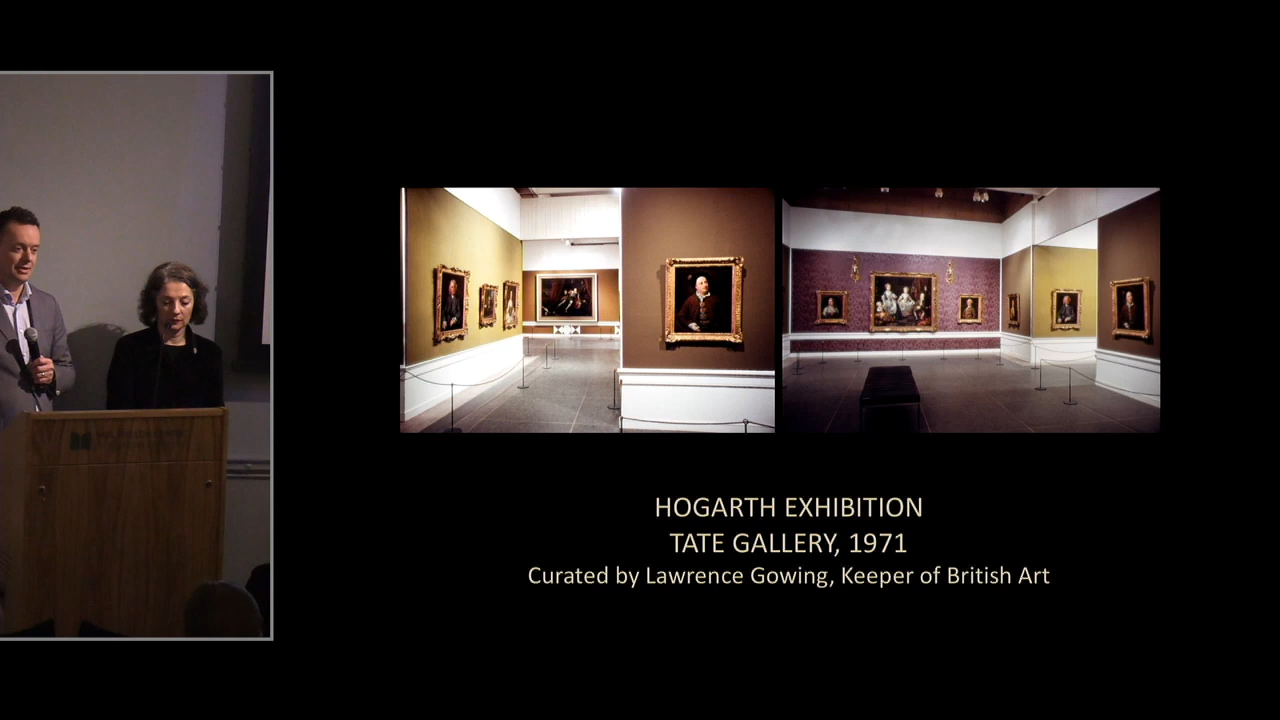 HOGARTH EXHIBITION
TATE GALLERY, 1971
Curated by Lawrence Gowing, Keeper of British Art